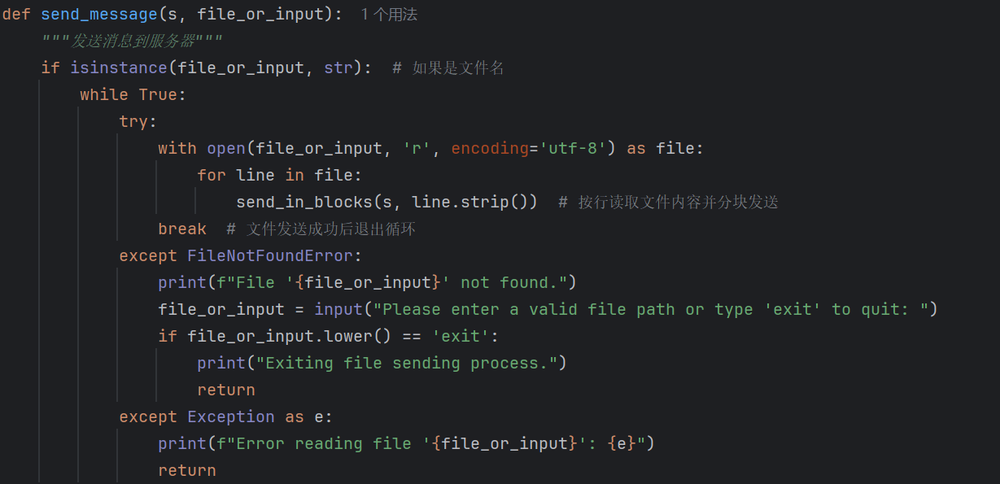 def send_message(s, file_or_input): 1 个用法
    """发送消息到服务器"""
    if isinstance(file_or_input, str):  # 如果是文件名
        while True:
            try:
                with open(file_or_input, 'r', encoding='utf-8') as file:
                    for line in file:
                        send_in_blocks(s, line.strip())  # 按行读取文件内容并分块发送
                break  # 文件发送成功后退出循环
            except FileNotFoundError:
                print(f"File '{file_or_input}' not found.")
                file_or_input = input("Please enter a valid file path or type 'exit' to quit: ")
                if file_or_input.lower() == 'exit':
                    print("Exiting file sending process.")
                    return
            except Exception as e:
                print(f"Error reading file '{file_or_input}': {e}")
                return